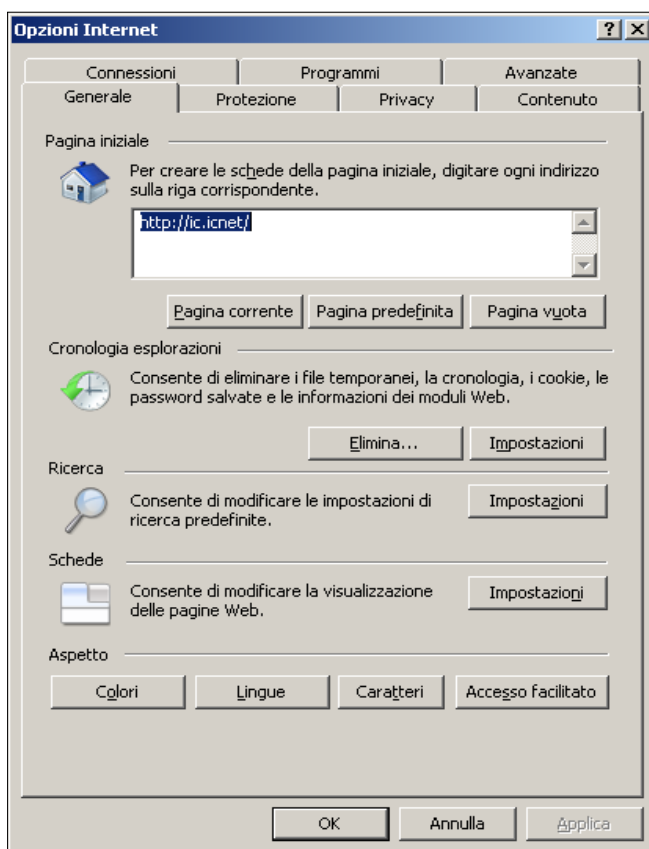 Opzioni Internet
Connessioni Programmi Avanzate
Generale Protezione Privacy Contenuto
Pagina iniziale
Per creare le schede della pagina iniziale, digitare ogni indirizzo
sulla riga corrispondente.
http://ic.icnet/
Pagina corrente Pagina predefinita Pagina vuota
Cronologia esplorazioni
Consente di eliminare i file temporanei, la cronologia, i cookie, le
password salvate e le informazioni dei moduli Web.
Elimina... Impostazioni
Ricerca
Consente di modificare le impostazioni di
ricerca predefinite.
Impostazioni
Schede
Consente di modificare la visualizzazione
delle pagine Web.
Impostazioni
Aspetto
Colori Lingue Caratteri Accesso facilitato
OK Annulla Applica